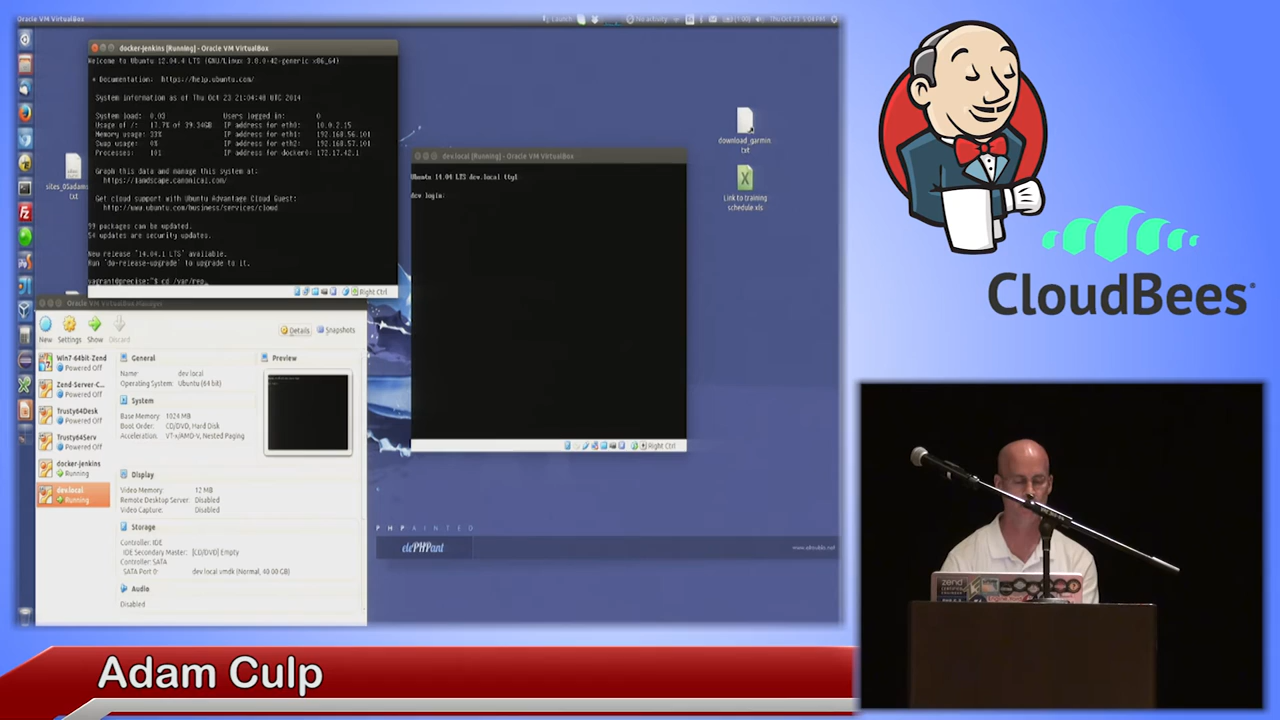 Oracle VM VirtualBox
No activity
docker-jenkins [Running] - Oracle VM VirtualBox
Welcome to Ubuntu 12.04.4 LTS (GNU/Linux 3.8.0-42-generic x86_64)
* Documentation: https://help.ubuntu.com/
System information as of Thu Oct 23 21:04:48 UTC 2014
System load: 0.03 Users logged in: 0
Usage of /: 17.7% of 39.34GB IP address for eth0: 10.0.2.15
Memory usage: 33% IP address for eth1: 192.168.56.101
Swap usage: 0% IP address for eth2: 192.168.57.101
Processes: 101 IP address for docker0: 172.17.42.1
Graph this data and manage this system at:
https://landscape.canonical.com/
Get cloud support with Ubuntu Advantage Cloud Guest:
http://www.ubuntu.com/business/services/cloud
99 packages can be updated.
54 updates are security updates.
New release '14.04.1 LTS' available.
Run 'do-release-upgrade' to upgrade to it.
vagrant@precise:~$ cd /var/rep_
Right Ctrl
dev.local [Running] - Oracle VM VirtualBox
Ubuntu 14.04 LTS dev.local tty1
dev login:
Right Ctrl
download_garmin.
txt
Link to training
schedule.xls
txt
Oracle VM VirtualBox Manager
New Settings Show Discard
Details Snapshots
Win7-64bit-Zend
Powered Off
Zend-Server-C...
Powered Off
Trusty64Desk
Powered Off
Trusty64Serv
Powered Off
docker-jenkins
Running
dev.local
Running
General
Name: dev.local
Operating System: Ubuntu (64 bit)
System
Base Memory: 1024 MB
Boot Order: CD/DVD, Hard Disk
Acceleration: VT-x/AMD-V, Nested Paging
Preview
Display
Video Memory: 12 MB
Remote Desktop Server: Disabled
Video Capture: Disabled
Storage
Controller: IDE
IDE Secondary Master: [CD/DVD] Empty
Controller: SATA
SATA Port 0: dev.local.vmdk (Normal, 40.00 GB)
Audio
Disabled
PHPAINTED
elePHPant
CloudBees
zend
Adam Culp